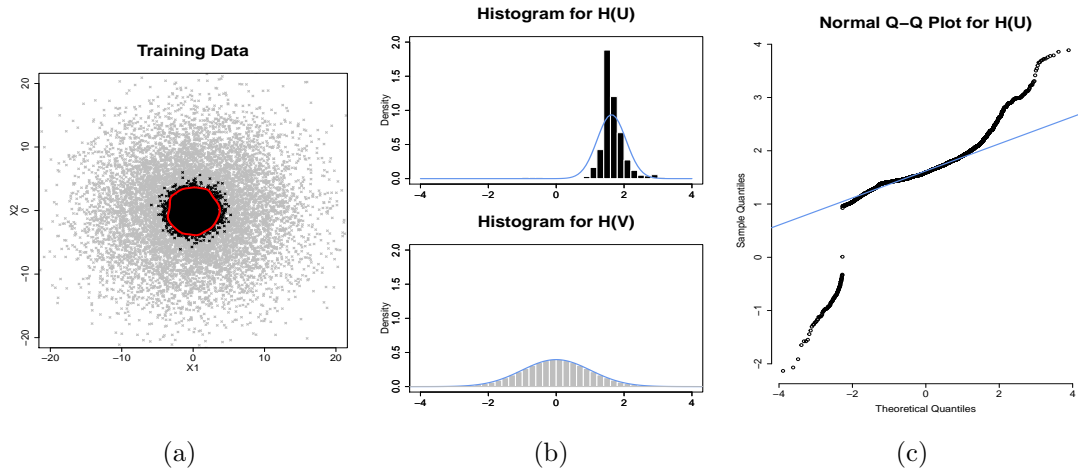 Training Data
X2
−20 −10 0 10 20
−20 −10 0 10 20
X1
(a)
Histogram for H(U)
Density
0.0 0.5 1.0 1.5 2.0
−4 −2 0 2 4
Histogram for H(V)
Density
0.0 0.5 1.0 1.5 2.0
−4 −2 0 2 4
(b)
Normal Q−Q Plot for H(U)
Sample Quantiles
−2 −1 0 1 2 3 4
−4 −2 0 2 4
Theoretical Quantiles
(c)